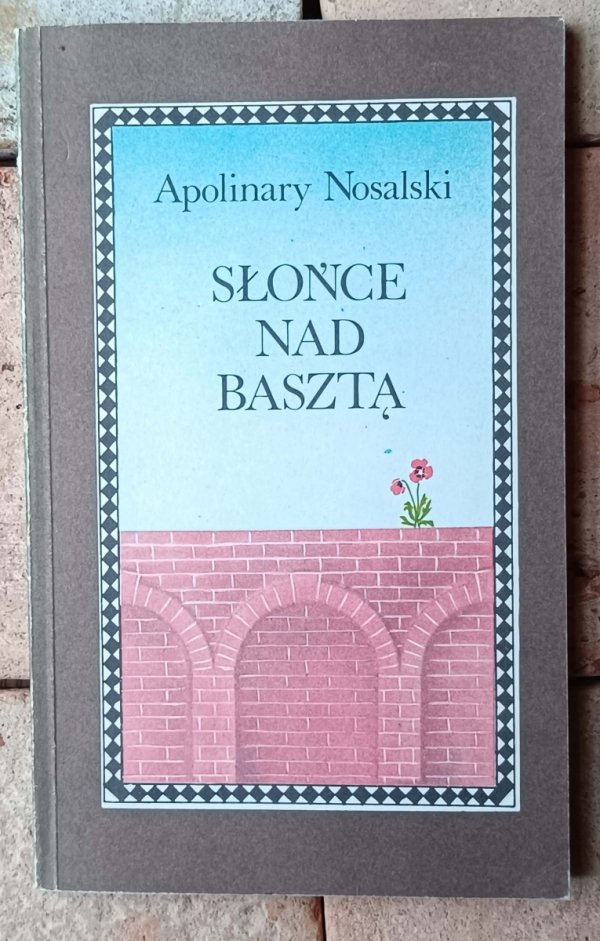 Apolinary Nosalski
SŁOŃCE
NAD
BASZTĄ